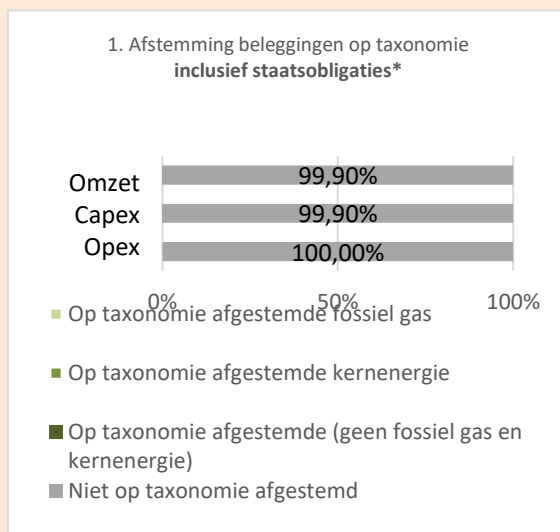 1. Afstemming beleggingen op taxonomie
inclusief staatsobligaties*
Omzet 99,90%
Capex 99,90%
Opex 100,00%
0% 50% 100%
Op taxonomie afgestemde fossiel gas
Op taxonomie afgestemde kernenergie
Op taxonomie afgestemde (geen fossiel gas en
kernenergie)
Niet op taxonomie afgestemd